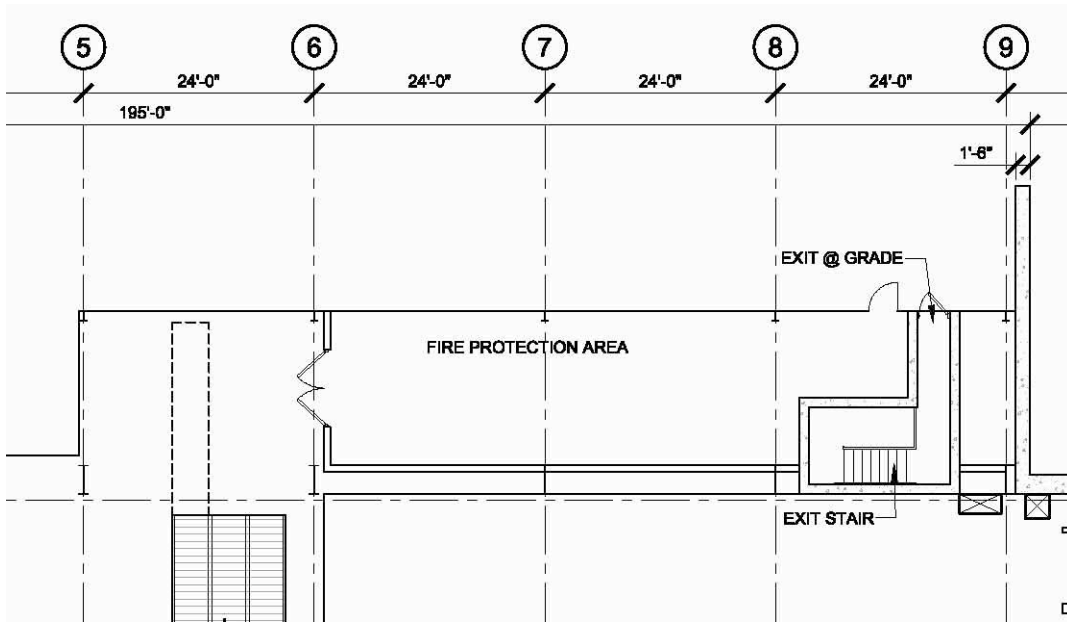 5 6 7 8 9
24'-0" 24'-0" 24'-0" 24'-0"
195'-0"
1'-6"
EXIT @ GRADE
FIRE PROTECTION AREA
EXIT STAIR